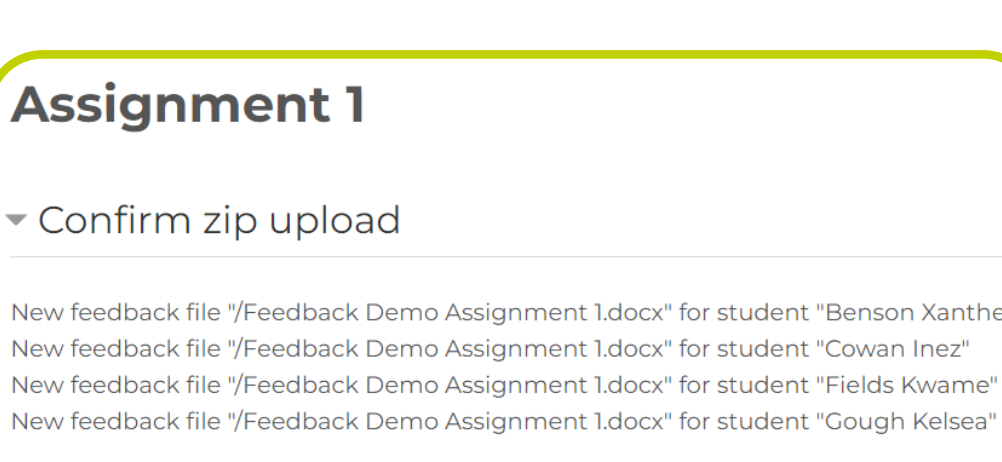 Assignment 1
Confirm zip upload
New feedback file "/Feedback Demo Assignment 1.docx" for student "Benson Xanthe
New feedback file "/Feedback Demo Assignment 1.docx" for student "Cowan Inez"
New feedback file "/Feedback Demo Assignment 1.docx" for student "Fields Kwame"
New feedback file "/Feedback Demo Assignment 1.docx" for student "Gough Kelsea"